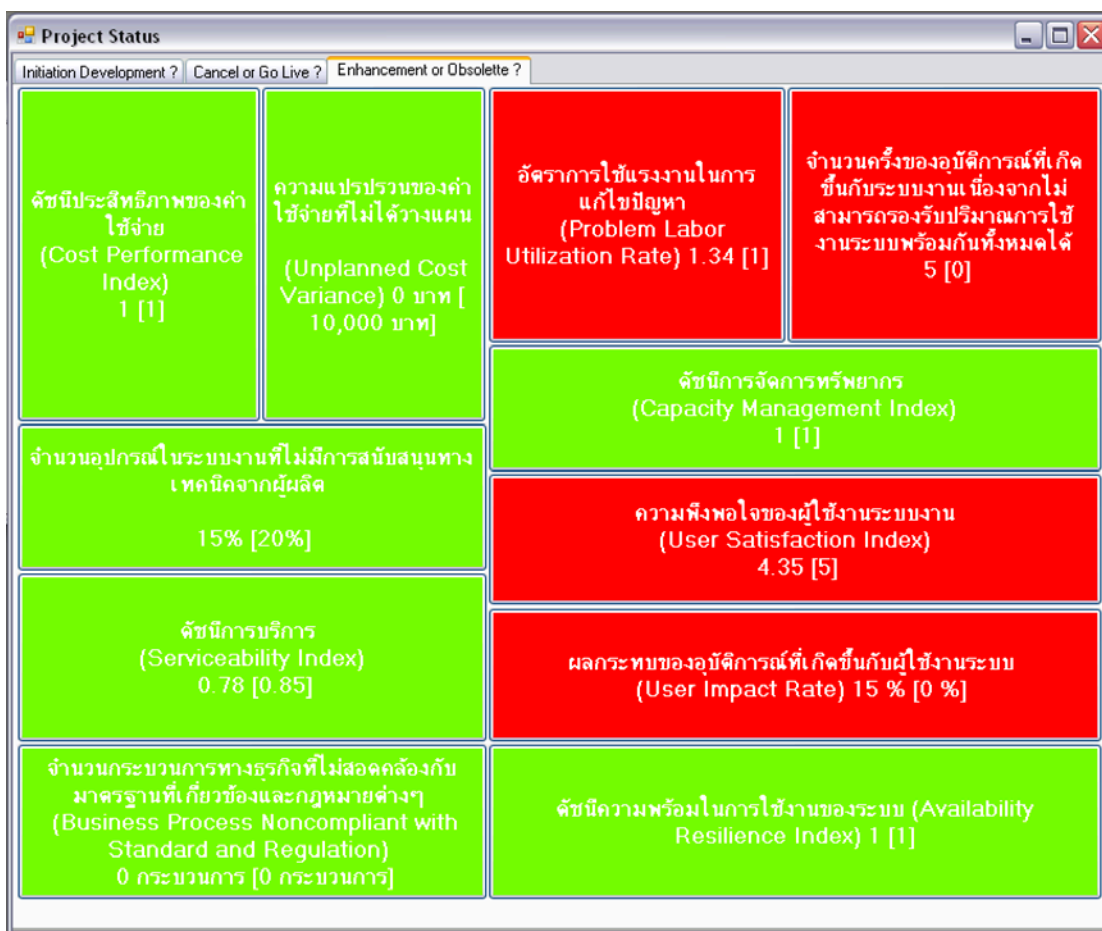 Project Status
Initiation Development ?
Cancel or Go Live ?
Enhancement or Obsolette ?
ดัชนีประสิทธิภาพของค่า
ใช้จ่าย
(Cost Performance
Index)
1 [1]
ความแปรปรวนของค่า
ใช้จ่ายที่ไม่ได้วางแผน
(Unplanned Cost
Variance) 0 บาท [
10,000 บาท]
อัตราการใช้แรงงานในการ
แก้ไขปัญหา
(Problem Labor
Utilization Rate) 1.34 [1]
จำนวนครั้งของอุบัติการณ์ที่เกิด
ขึ้นกับระบบงานเนื่องจากไม่
สามารถรองรับปริมาณการใช้
งานระบบพร้อมกันทั้งหมดได้
5 [0]
ดัชนีการจัดการทรัพยากร
(Capacity Management Index)
1 [1]
จำนวนอุปกรณ์ในระบบงานที่ไม่มีการสนับสนุนทาง
เทคนิคจากผู้ผลิต
15% [20%]
ความพึงพอใจของผู้ใช้งานระบบงาน
(User Satisfaction Index)
4.35 [5]
ดัชนีการบริการ
(Serviceability Index)
0.78 [0.85]
ผลกระทบของอุบัติการณ์ที่เกิดขึ้นกับผู้ใช้งานระบบ
(User Impact Rate) 15 % [0 %]
จำนวนกระบวนการทางธุรกิจที่ไม่สอดคล้องกับ
มาตรฐานที่เกี่ยวข้องและกฎหมายต่างๆ
(Business Process Noncompliant with
Standard and Regulation)
0 กระบวนการ [0 กระบวนการ]
ดัชนีความพร้อมในการใช้งานของระบบ (Availability
Resilience Index) 1 [1]